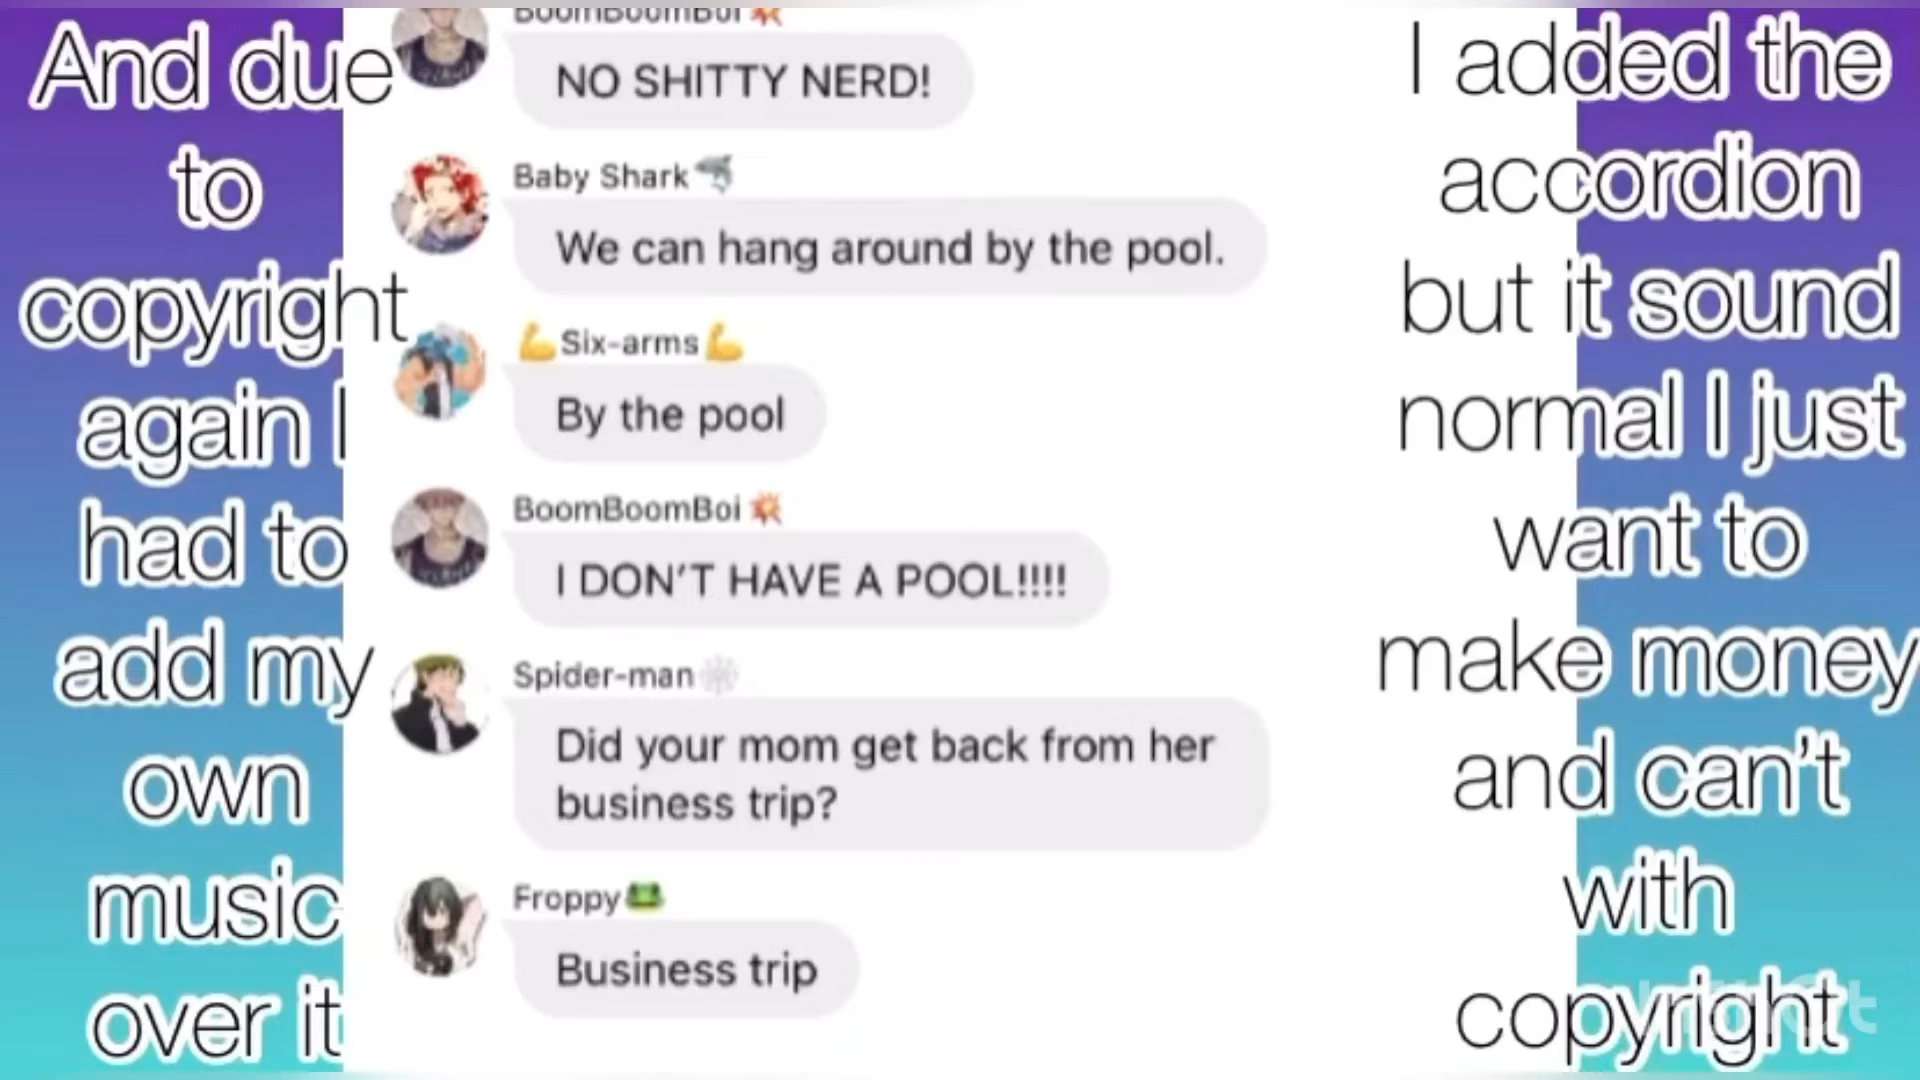 And due
to
copyright
again I
had to
add my
own
music
over it
BoomBoomBoi💥
NO SHITTY NERD!
Baby Shark🦈
We can hang around by the pool.
💪Six-arms💪
By the pool
BoomBoomBoi💥
I DON'T HAVE A POOL!!!!
Spider-man🕸
Did your mom get back from her
business trip?
Froppy🐸
Business trip
I added the
accordion
but it sound
normal I just
want to
make money
and can't
with
copyright